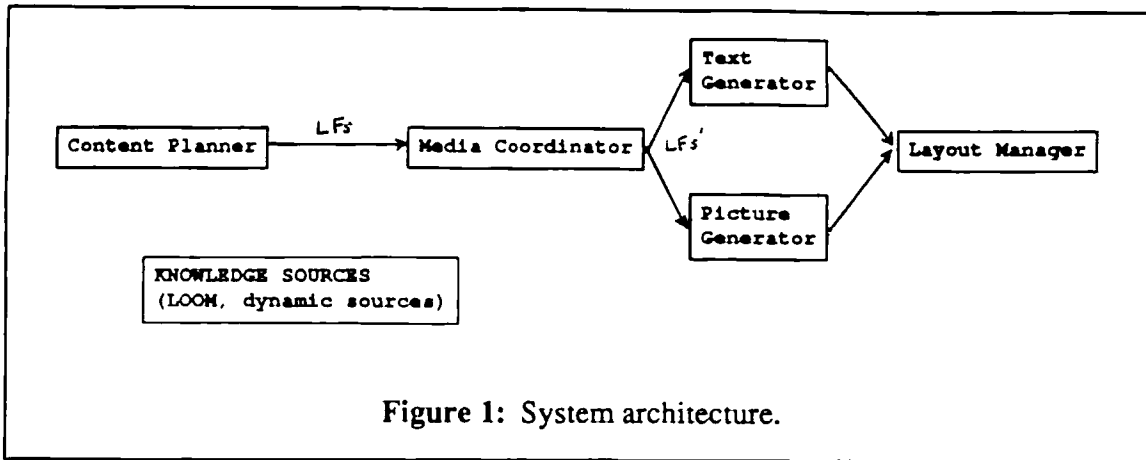 Text
Generator
LFs
Content Planner
Media Coordinator
LFs'
Layout Manager
Picture
Generator
KNOWLEDGE SOURCES
(LOOM, dynamic sources)
Figure 1: System architecture.